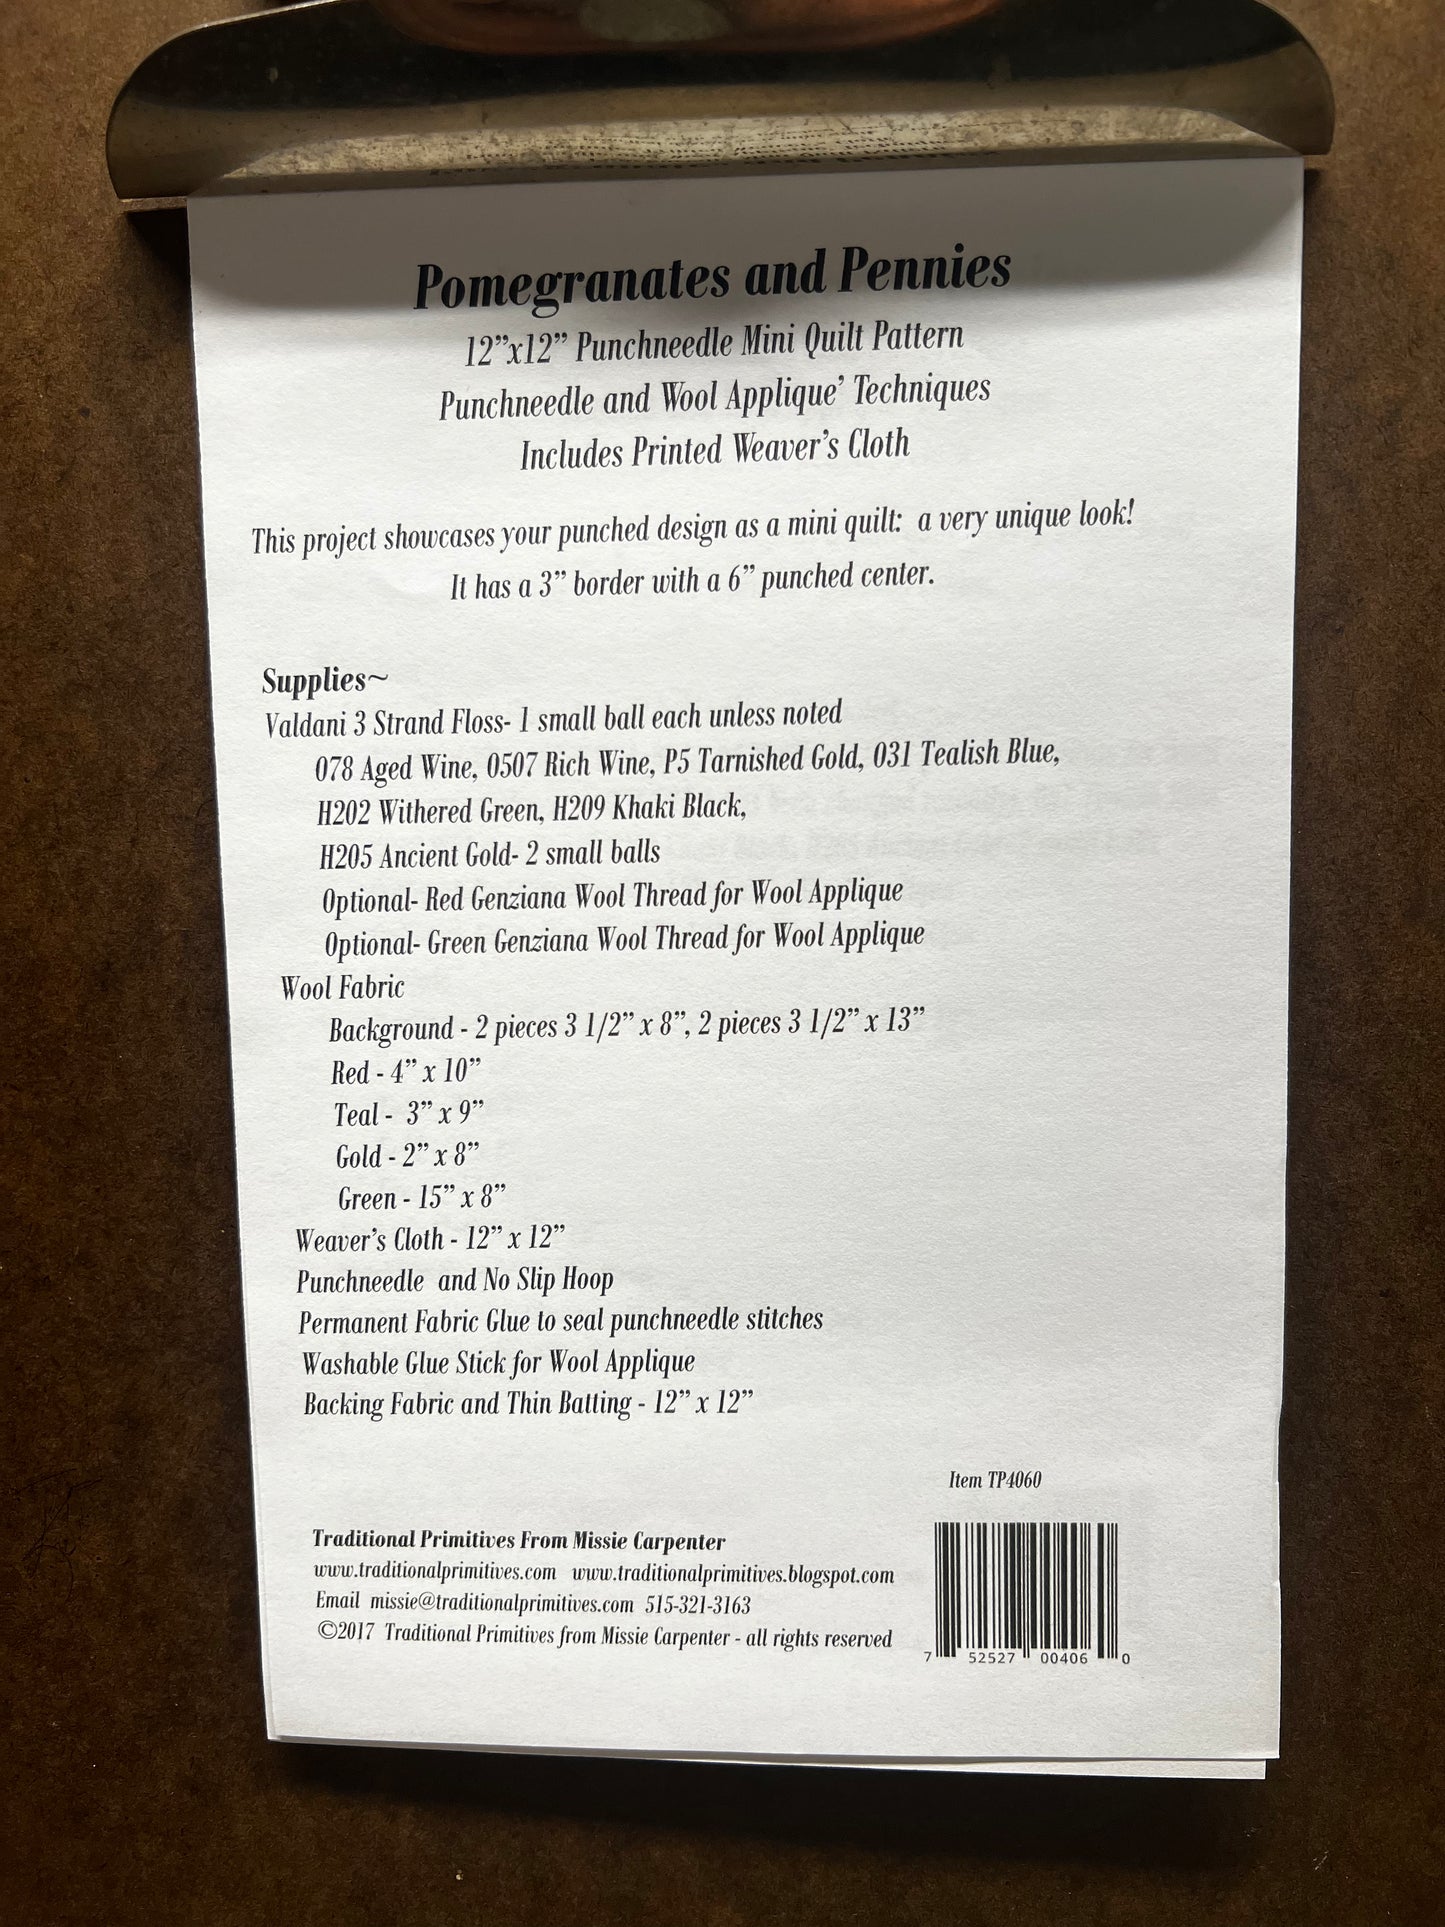 Pomegranates and Pennies
12”x12” Punchneedle Mini Quilt Pattern
Punchneedle and Wool Applique’ Techniques
Includes Printed Weaver’s Cloth
This project showcases your punched design as a mini quilt:  a very unique look!
It has a 3” border with a 6” punched center.
Supplies~
Valdani 3 Strand Floss- 1 small ball each unless noted
078 Aged Wine, 0507 Rich Wine, P5 Tarnished Gold, 031 Tealish Blue,
H202 Withered Green, H209 Khaki Black,
H205 Ancient Gold- 2 small balls
Optional- Red Genziana Wool Thread for Wool Applique
Optional- Green Genziana Wool Thread for Wool Applique
Wool Fabric
Background - 2 pieces 3 1/2” x 8”, 2 pieces 3 1/2” x 13”
Red - 4” x 10”
Teal -  3” x 9”
Gold - 2” x 8”
Green - 15” x 8”
Weaver’s Cloth - 12” x 12”
Punchneedle  and No Slip Hoop
Permanent Fabric Glue to seal punchneedle stitches
Washable Glue Stick for Wool Applique
Backing Fabric and Thin Batting - 12” x 12”
Item TP4060
Traditional Primitives From Missie Carpenter
www.traditionalprimitives.com   www.traditionalprimitives.blogspot.com
Email  missie@traditionalprimitives.com  515-321-3163
©2017  Traditional Primitives from Missie Carpenter - all rights reserved
7 52527 00406 0